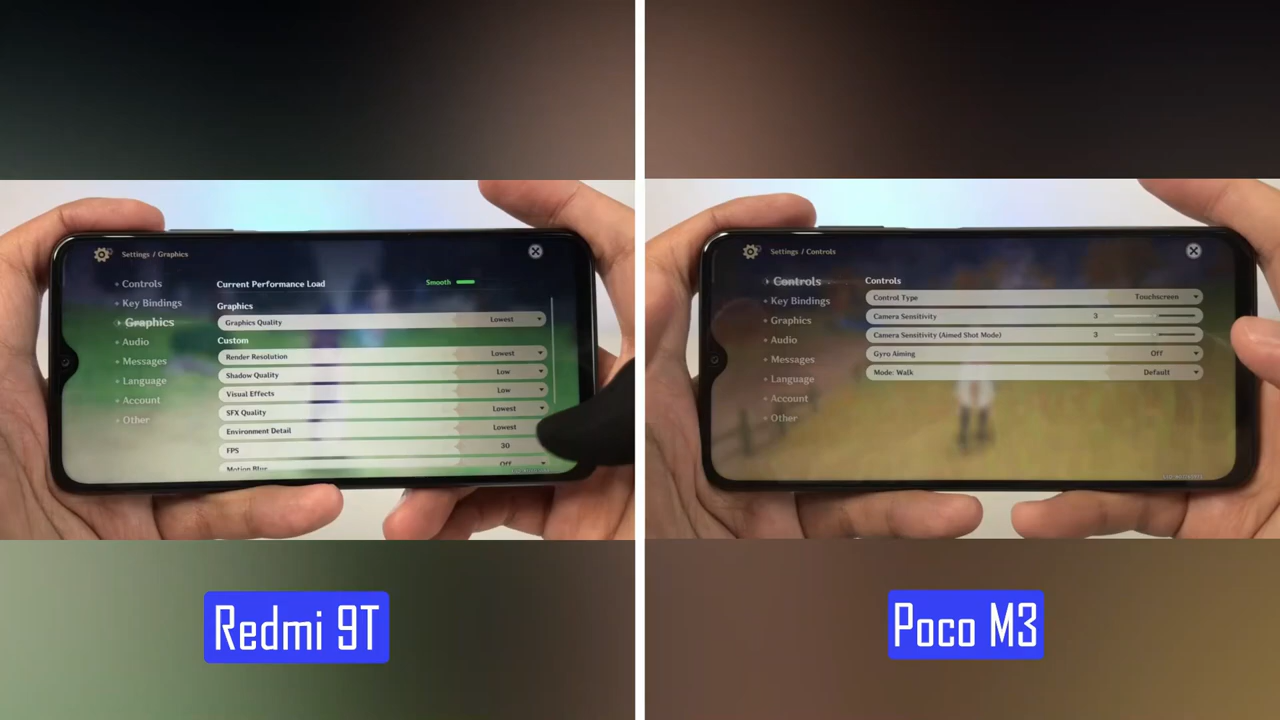 Settings / Graphics
Controls
Key Bindings
Graphics
Audio
Messages
Language
Account
Other
Current Performance Load
Smooth
Graphics
Graphics Quality Lowest
Custom
Render Resolution Lowest
Shadow Quality Low
Visual Effects Low
SFX Quality Lowest
Environment Detail Lowest
FPS 30
Motion Blur Off
Redmi 9T
Settings / Controls
Controls
Key Bindings
Graphics
Audio
Messages
Language
Account
Other
Controls
Control Type Touchscreen
Camera Sensitivity 3
Camera Sensitivity (Aimed Shot Mode) 3
Gyro Aiming Off
Mode: Walk Default
Poco M3